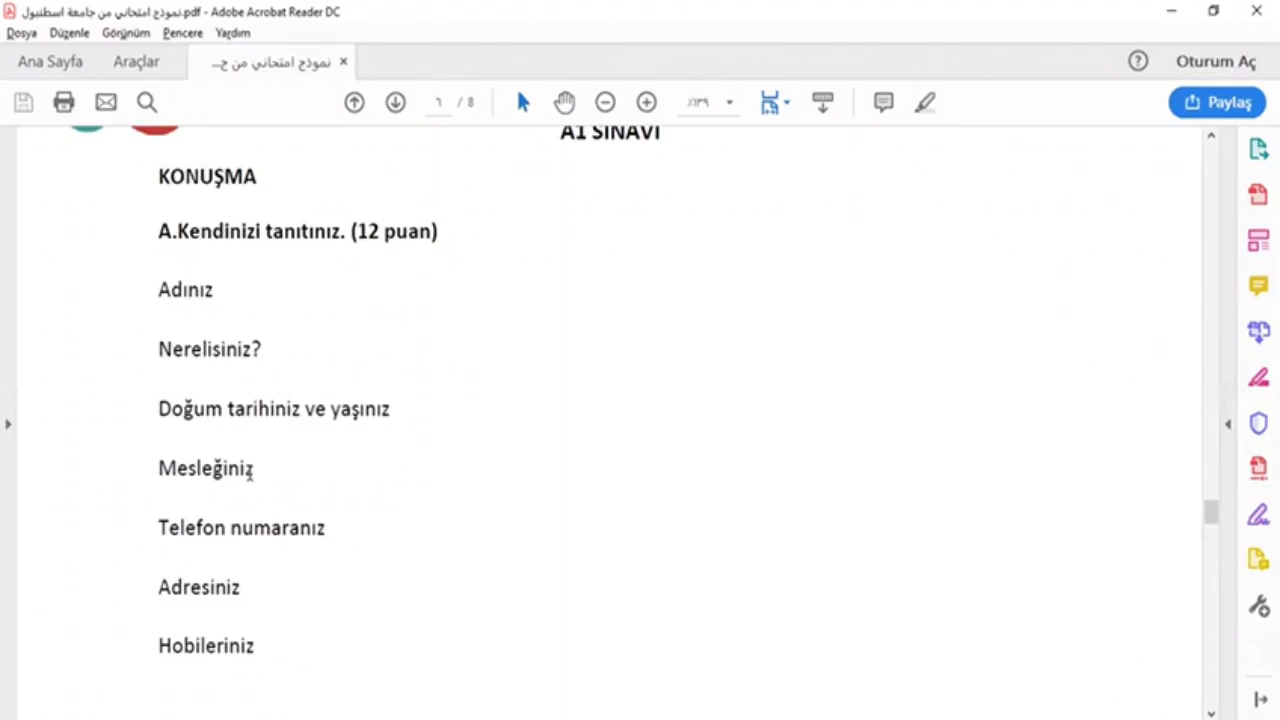 نموذج امتحاني من جامعة اسطنبول.pdf - Adobe Acrobat Reader DC
Dosya Düzenle Görünüm Pencere Yardım
Ana Sayfa Araçlar نموذج امتحاني من ج... Oturum Aç
٦ / 8 ٪١٣٩ Paylaş
A1 SINAVI
KONUŞMA
A.Kendinizi tanıtınız. (12 puan)
Adınız
Nerelisiniz?
Doğum tarihiniz ve yaşınız
Mesleğiniz
Telefon numaranız
Adresiniz
Hobileriniz